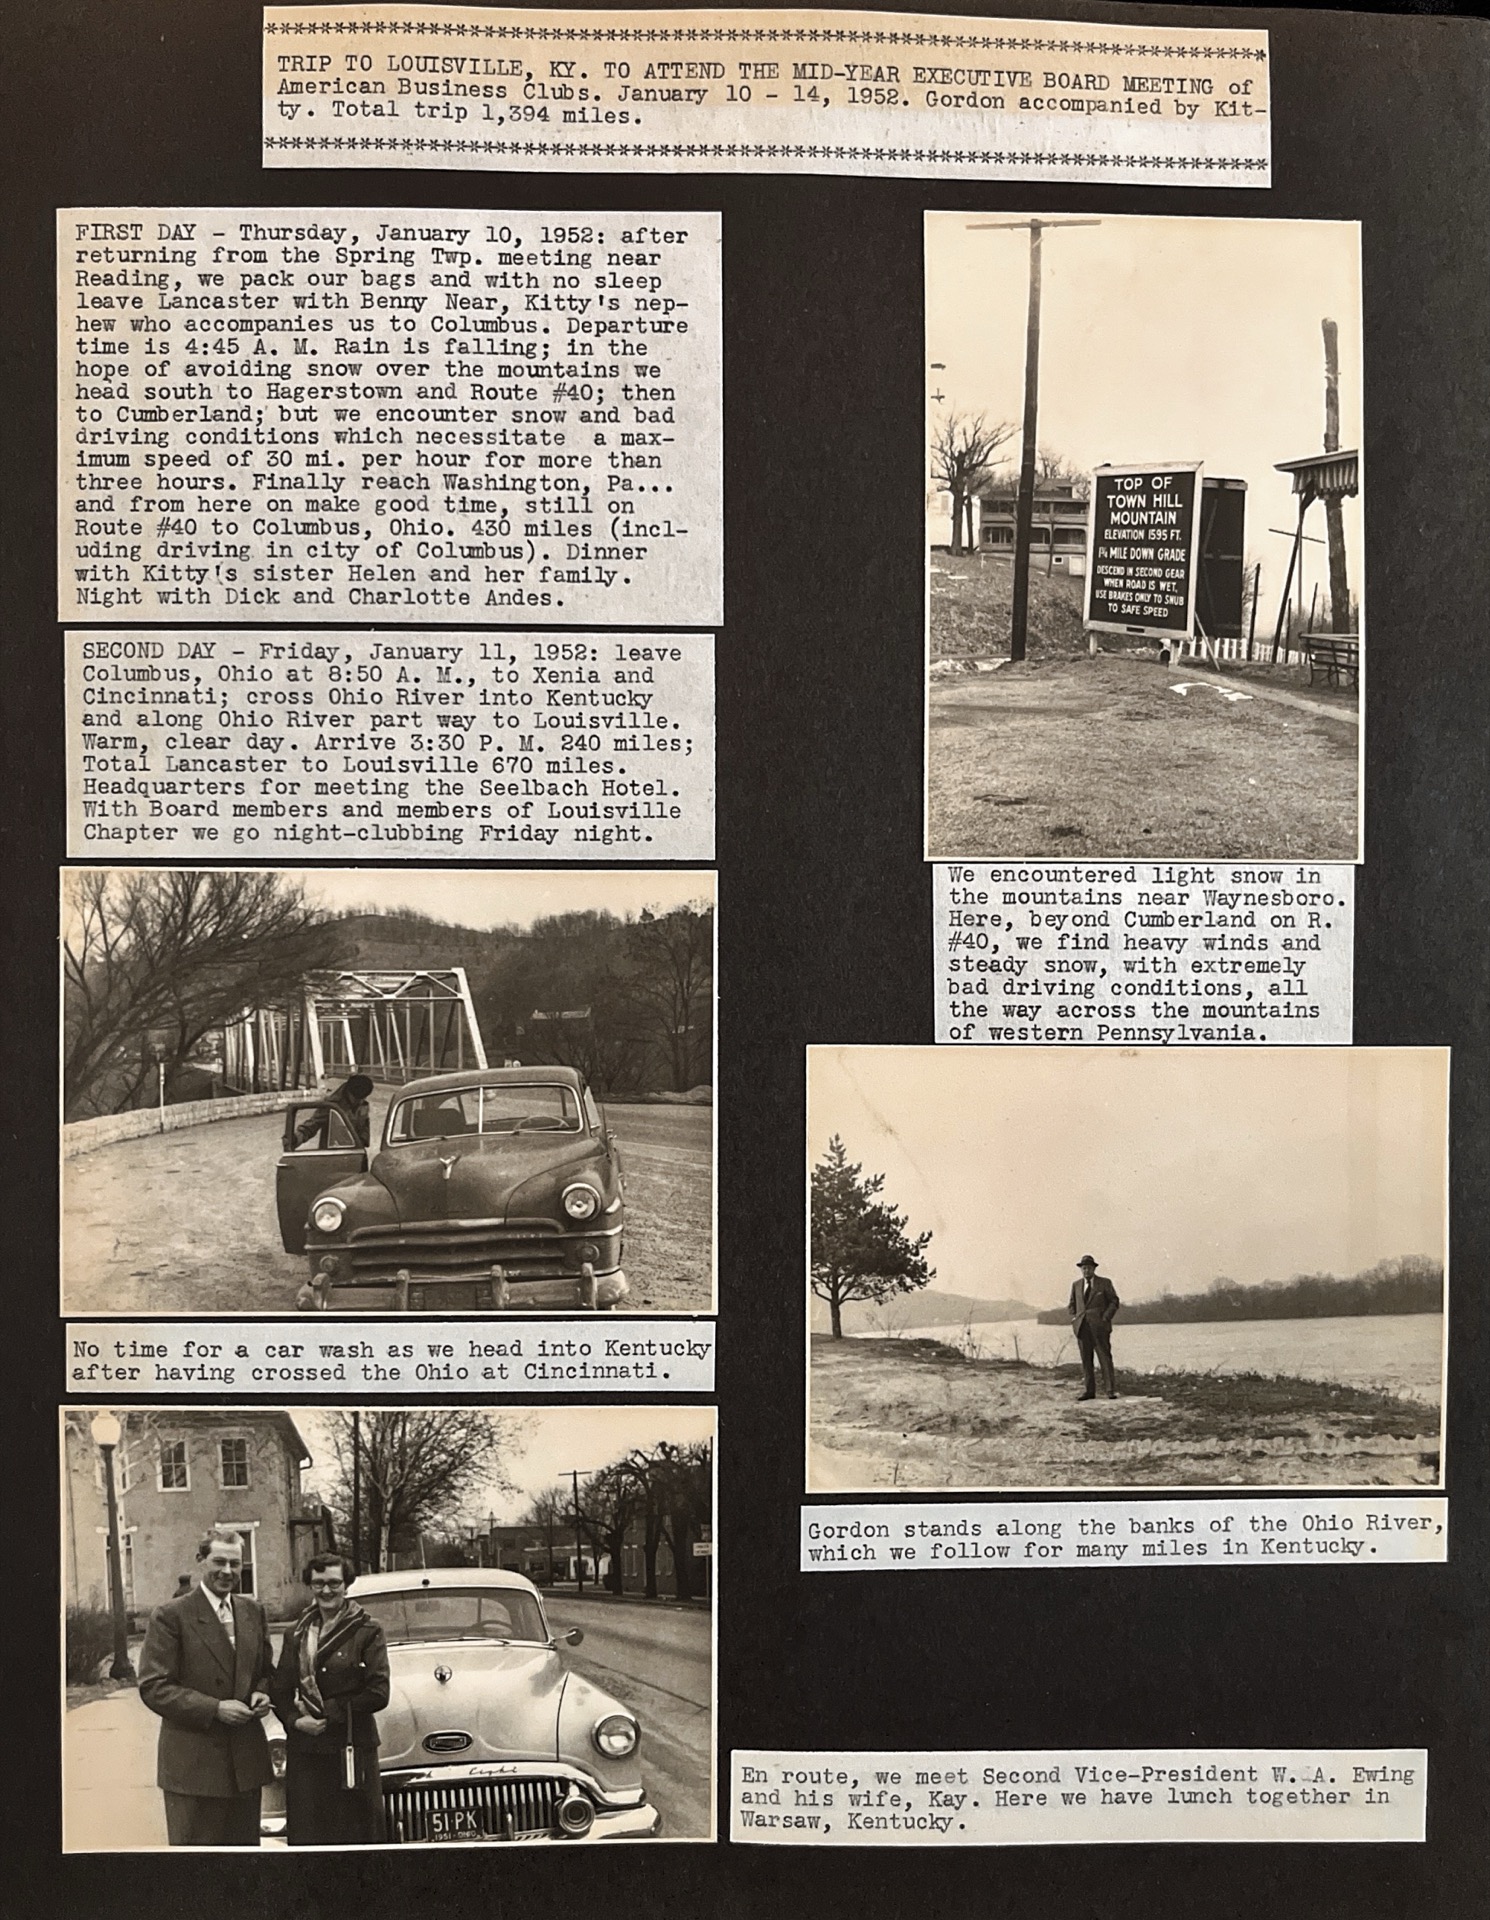 ************************************************************************
TRIP TO LOUISVILLE, KY. TO ATTEND THE MID-YEAR EXECUTIVE BOARD MEETING of
American Business Clubs. January 10 - 14, 1952. Gordon accompanied by Kit-
ty. Total trip 1,394 miles.
************************************************************************
FIRST DAY - Thursday, January 10, 1952: after
returning from the Spring Twp. meeting near
Reading, we pack our bags and with no sleep
leave Lancaster with Benny Near, Kitty's nep-
hew who accompanies us to Columbus. Departure
time is 4:45 A. M. Rain is falling; in the
hope of avoiding snow over the mountains we
head south to Hagerstown and Route #40; then
to Cumberland; but we encounter snow and bad
driving conditions which necessitate a max-
imum speed of 30 mi. per hour for more than
three hours. Finally reach Washington, Pa...
and from here on make good time, still on
Route #40 to Columbus, Ohio. 430 miles (incl-
uding driving in city of Columbus). Dinner
with Kitty's sister Helen and her family.
Night with Dick and Charlotte Andes.
SECOND DAY - Friday, January 11, 1952: leave
Columbus, Ohio at 8:50 A. M., to Xenia and
Cincinnati; cross Ohio River into Kentucky
and along Ohio River part way to Louisville.
Warm, clear day. Arrive 3:30 P. M. 240 miles;
Total Lancaster to Louisville 670 miles.
Headquarters for meeting the Seelbach Hotel.
With Board members and members of Louisville
Chapter we go night-clubbing Friday night.
TOP OF
TOWN HILL
MOUNTAIN
ELEVATION 1595 FT.
1¼ MILE DOWN GRADE
DESCEND IN SECOND GEAR
WHEN ROAD IS WET,
USE BRAKES ONLY TO SNUB
TO SAFE SPEED
We encountered light snow in
the mountains near Waynesboro.
Here, beyond Cumberland on R.
#40, we find heavy winds and
steady snow, with extremely
bad driving conditions, all
the way across the mountains
of western Pennsylvania.
No time for a car wash as we head into Kentucky
after having crossed the Ohio at Cincinnati.
Gordon stands along the banks of the Ohio River,
which we follow for many miles in Kentucky.
Eight
51·PK
1951-OHIO
En route, we meet Second Vice-President W. A. Ewing
and his wife, Kay. Here we have lunch together in
Warsaw, Kentucky.